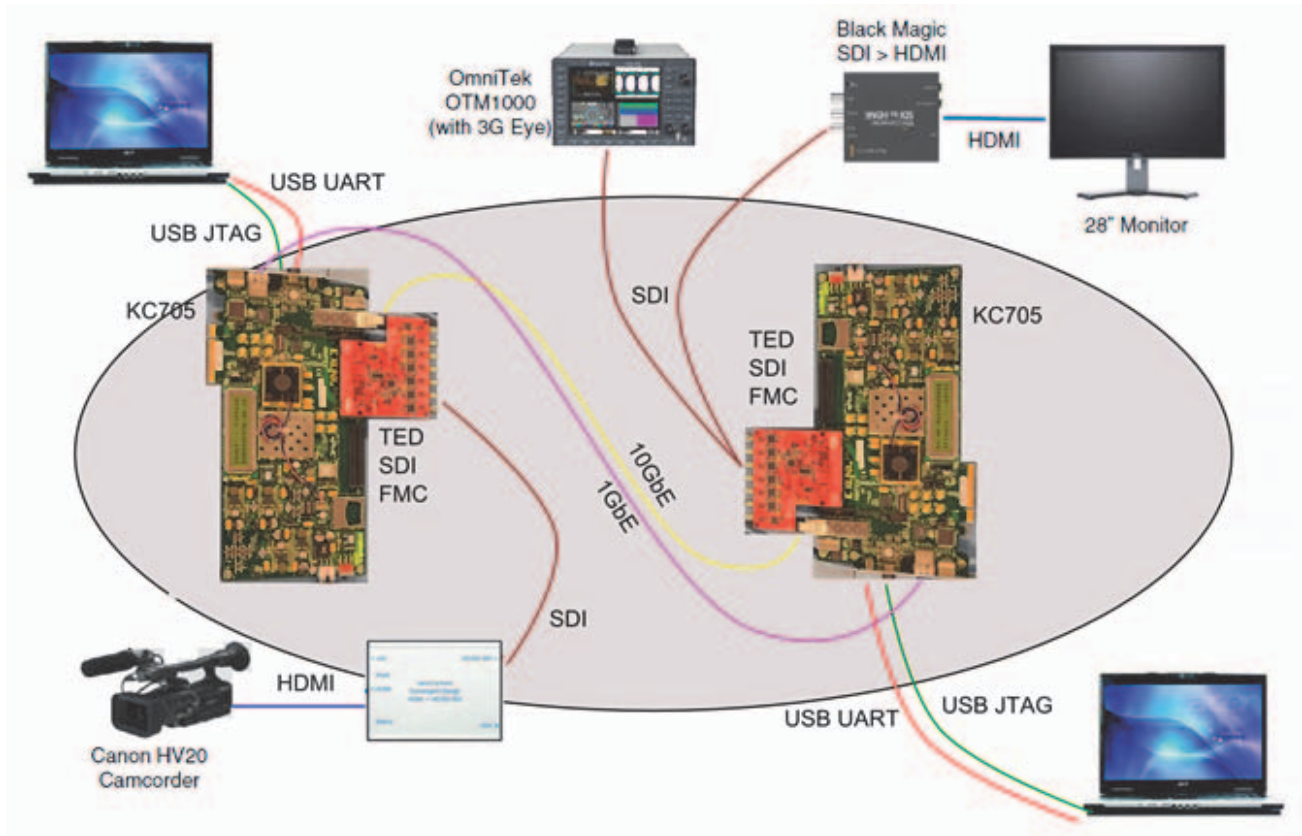 OmniTek
OTM1000
(with 3G Eye)
Black Magic
SDI > HDMI
HDMI
28" Monitor
USB UART
USB JTAG
KC705
TED
SDI
FMC
SDI
KC705
TED
SDI
FMC
10GbE
1GbE
SDI
HDMI
Canon HV20
Camcorder
USB UART
USB JTAG